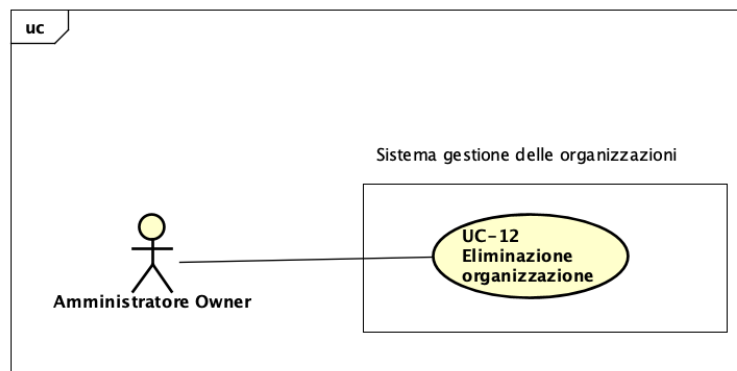 uc
Sistema gestione delle organizzazioni
UC-12
Eliminazione
organizzazione
Amministratore Owner